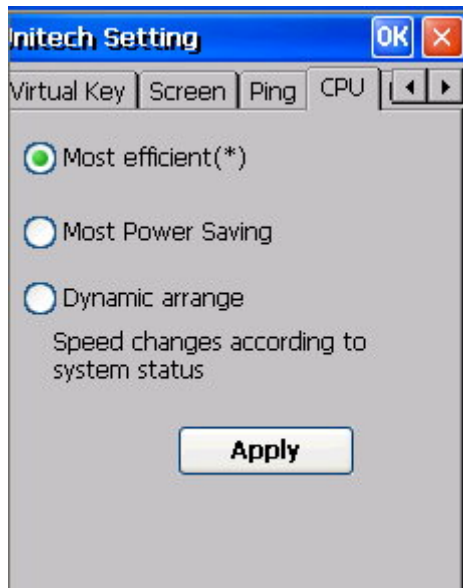 Unitech Setting OK
Virtual Key Screen Ping CPU
Most efficient(*)
Most Power Saving
Dynamic arrange
Speed changes according to
system status
Apply